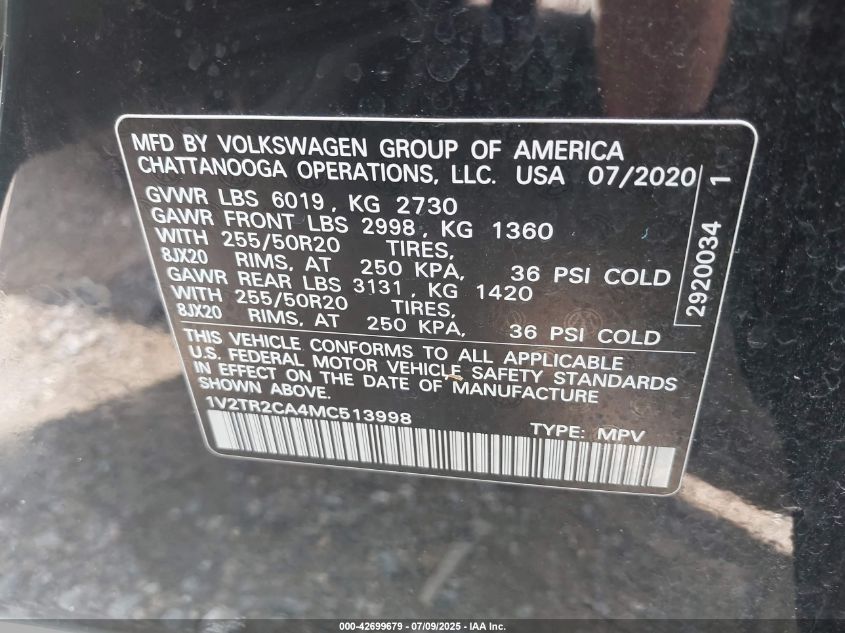 MFD BY VOLKSWAGEN GROUP OF AMERICA
CHATTANOOGA OPERATIONS, LLC. USA 07/2020
GVWR LBS 6019, KG 2730
GAWR FRONT LBS 2998, KG 1360
WITH 255/50R20 TIRES,
8JX20 RIMS, AT 250 KPA, 36 PSI COLD
GAWR REAR LBS 3131, KG 1420
WITH 255/50R20 TIRES,
8JX20 RIMS, AT 250 KPA, 36 PSI COLD
THIS VEHICLE CONFORMS TO ALL APPLICABLE
U.S. FEDERAL MOTOR VEHICLE SAFETY STANDARDS
IN EFFECT ON THE DATE OF MANUFACTURE
SHOWN ABOVE.
1V2TR2CA4MC513998 TYPE: MPV
2920034 1
000-42699679 - 07/09/2025 - IAA Inc.